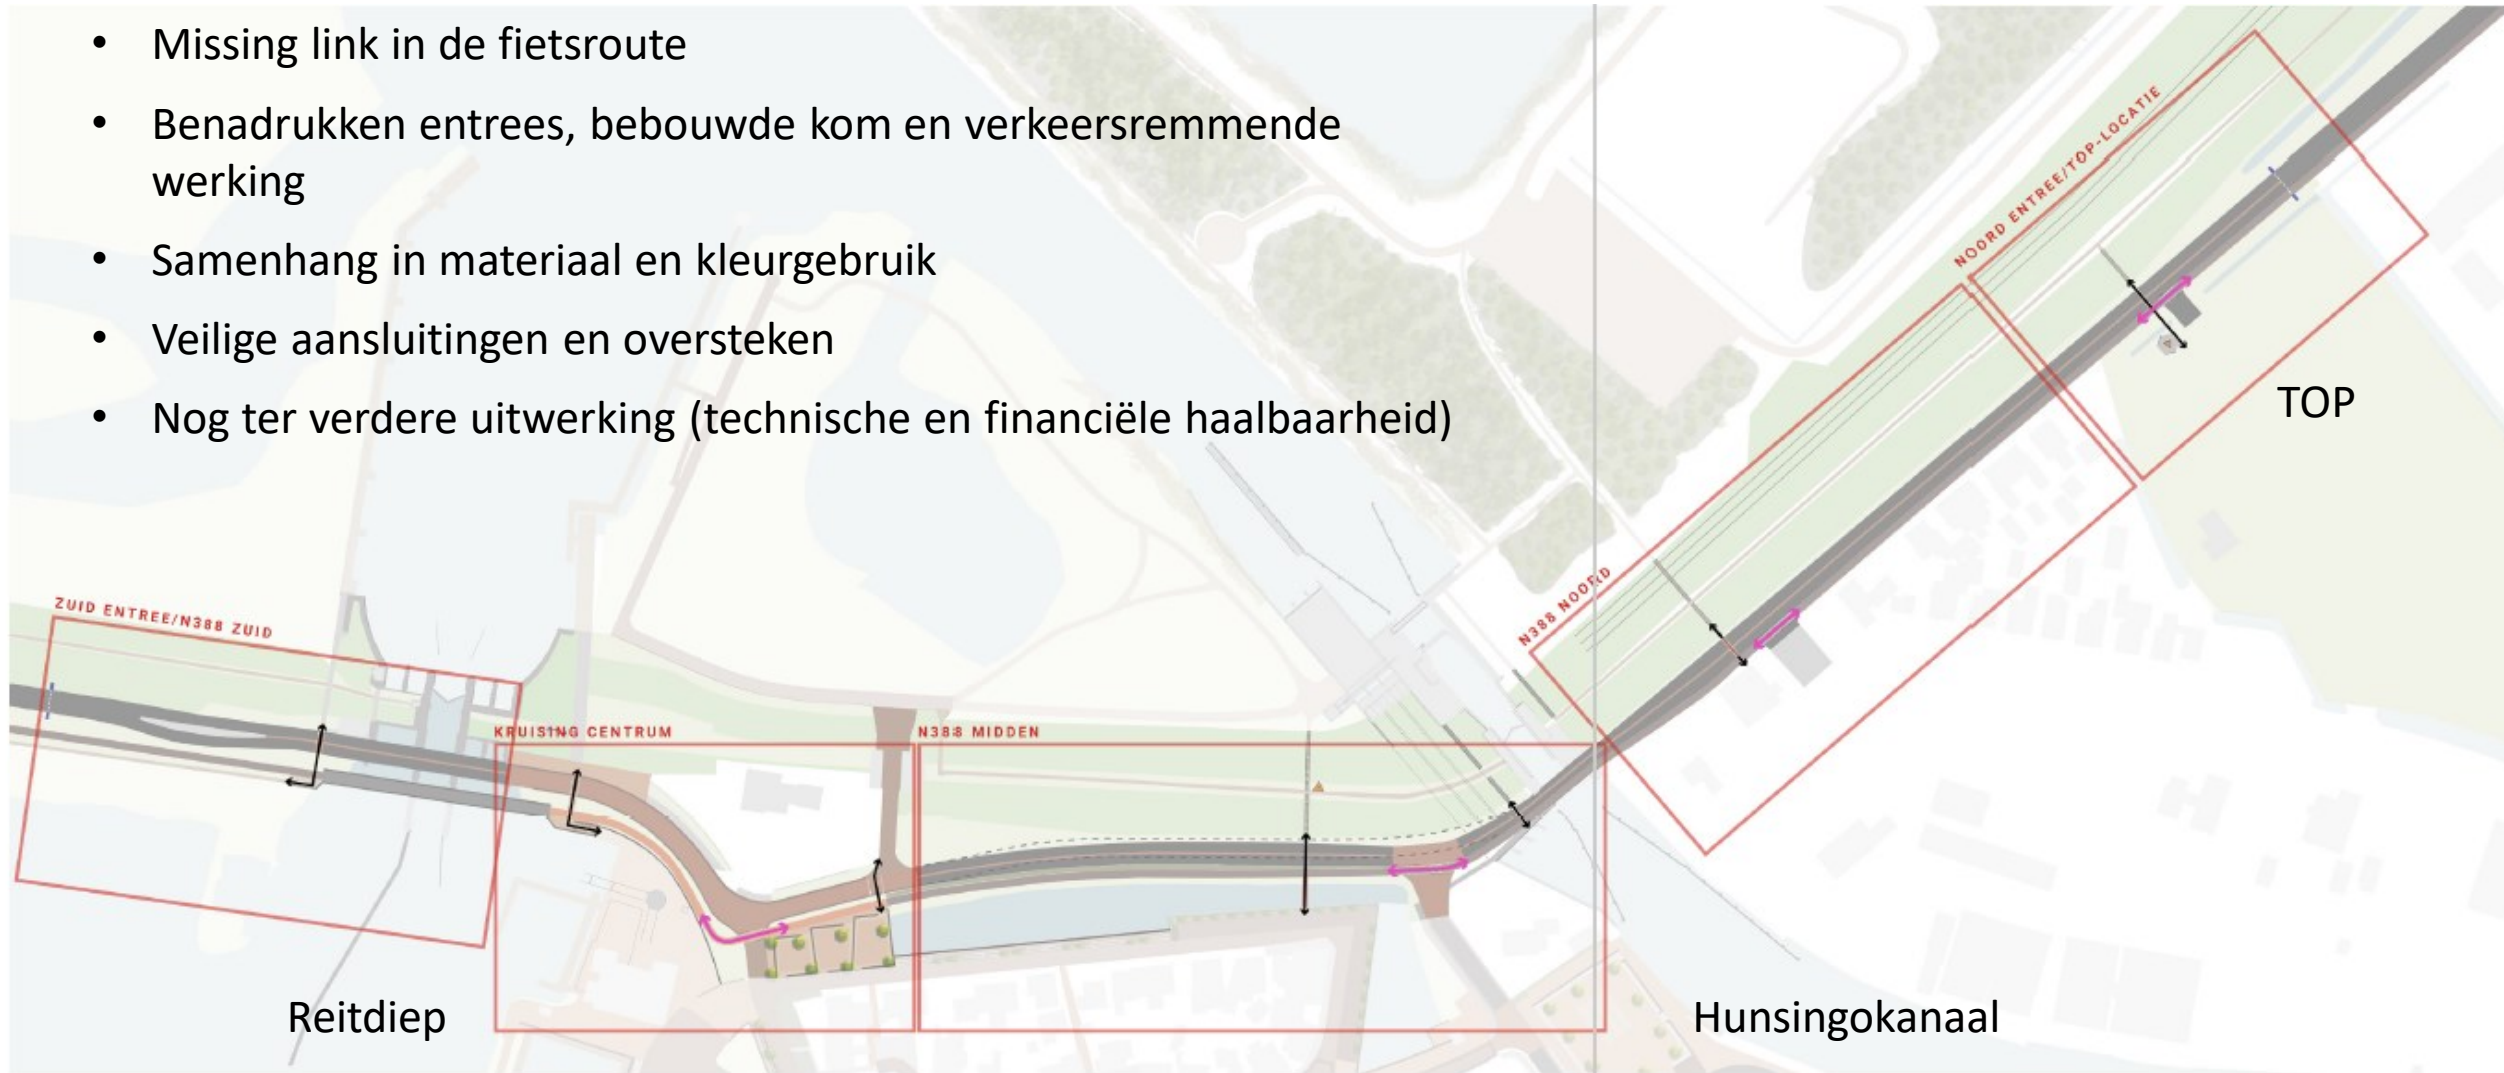 • Missing link in de fietsroute
• Benadrukken entrees, bebouwde kom en verkeersremmende
werking
• Samenhang in materiaal en kleurgebruik
• Veilige aansluitingen en oversteken
• Nog ter verdere uitwerking (technische en financiële haalbaarheid)
NOORD ENTREE/TOP-LOCATIE
TOP
N388 NOORD
ZUID ENTREE/N388 ZUID
KRUISING CENTRUM
N388 MIDDEN
Reitdiep
Hunsingokanaal